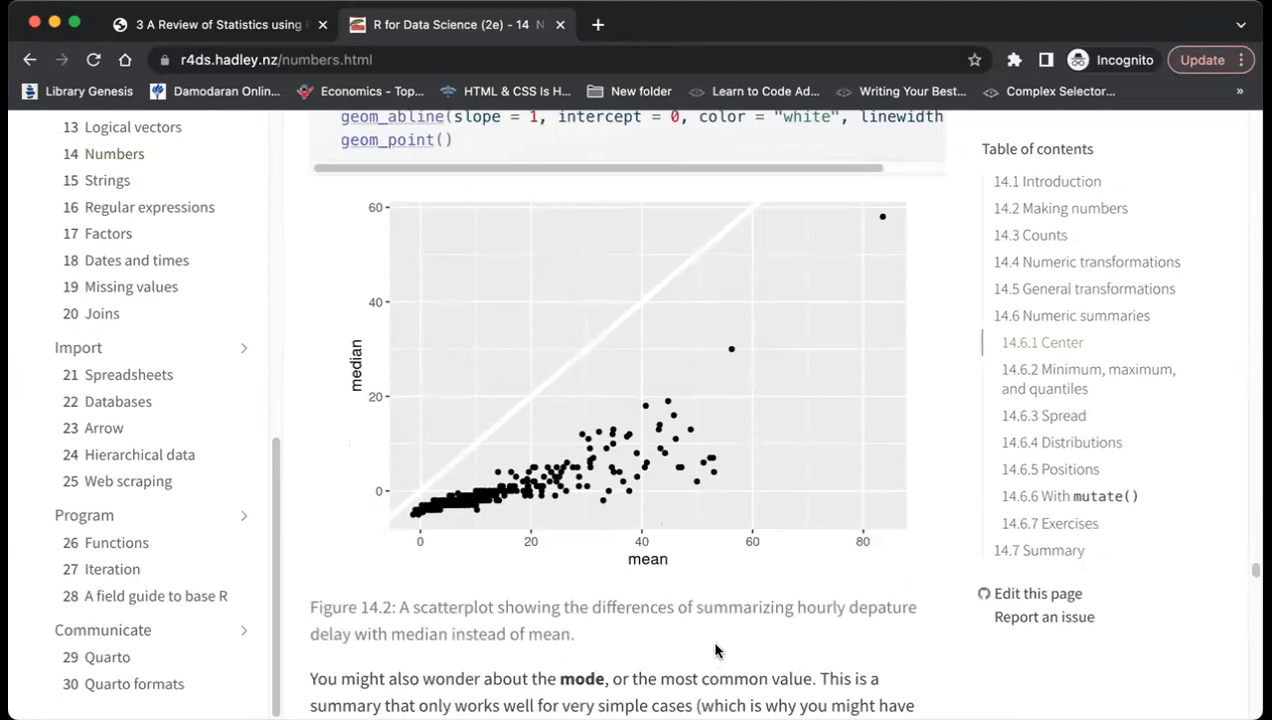 3 A Review of Statistics using
R for Data Science (2e) - 14
r4ds.hadley.nz/numbers.html
Incognito
Update
Library Genesis
Damodaran Onlin...
Economics - Top...
HTML & CSS Is H...
New folder
Learn to Code Ad...
Writing Your Best...
Complex Selector...
»
13 Logical vectors
14 Numbers
15 Strings
16 Regular expressions
17 Factors
18 Dates and times
19 Missing values
20 Joins
Import
21 Spreadsheets
22 Databases
23 Arrow
24 Hierarchical data
25 Web scraping
Program
26 Functions
27 Iteration
28 A field guide to base R
Communicate
29 Quarto
30 Quarto formats
geom_abline(slope = 1, intercept = 0, color = "white", linewidth
geom_point()
60
40
20
0
median
0 20 40 60 80
mean
Figure 14.2: A scatterplot showing the differences of summarizing hourly depature
delay with median instead of mean.
You might also wonder about the mode, or the most common value. This is a
summary that only works well for very simple cases (which is why you might have
Table of contents
14.1 Introduction
14.2 Making numbers
14.3 Counts
14.4 Numeric transformations
14.5 General transformations
14.6 Numeric summaries
14.6.1 Center
14.6.2 Minimum, maximum,
and quantiles
14.6.3 Spread
14.6.4 Distributions
14.6.5 Positions
14.6.6 With mutate()
14.6.7 Exercises
14.7 Summary
Edit this page
Report an issue